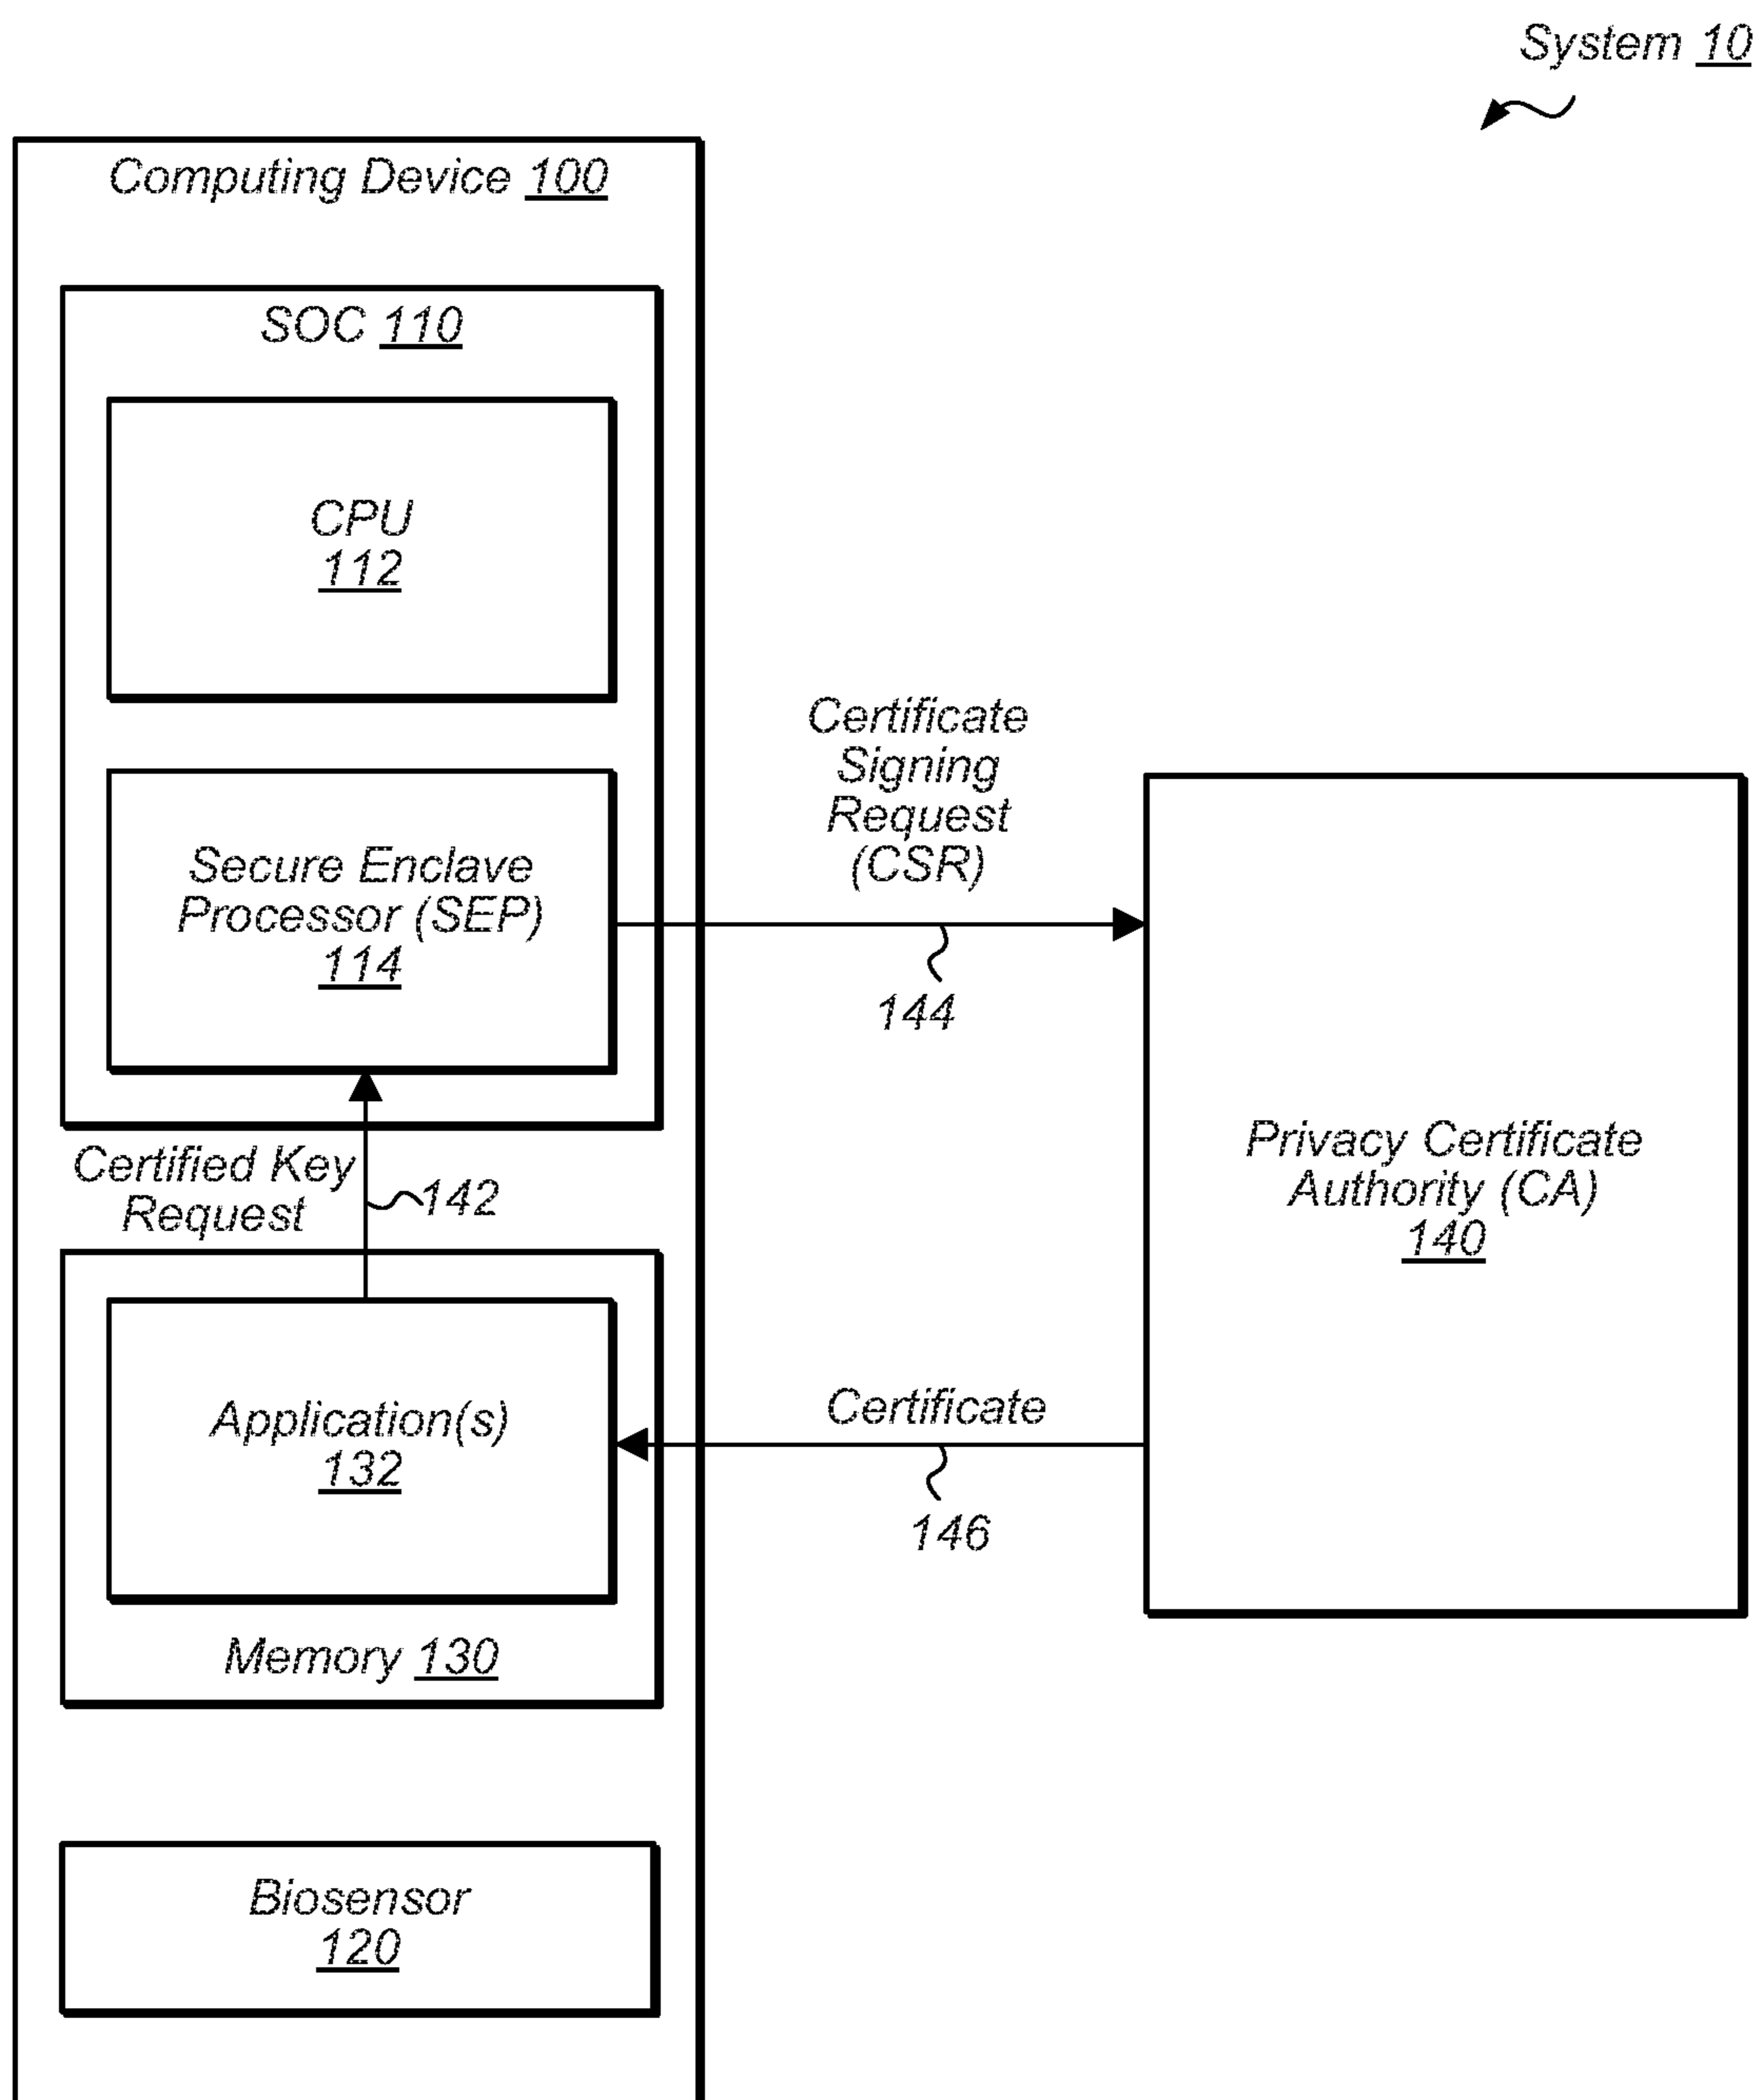 System 10
Computing Device 100
SOC 110
CPU
112
Secure Enclave
Processor (SEP)
114
Certificate
Signing
Request
(CSR)
144
Certified Key
Request
142
Privacy Certificate
Authority (CA)
140
Application(s)
132
Certificate
146
Memory 130
Biosensor
120